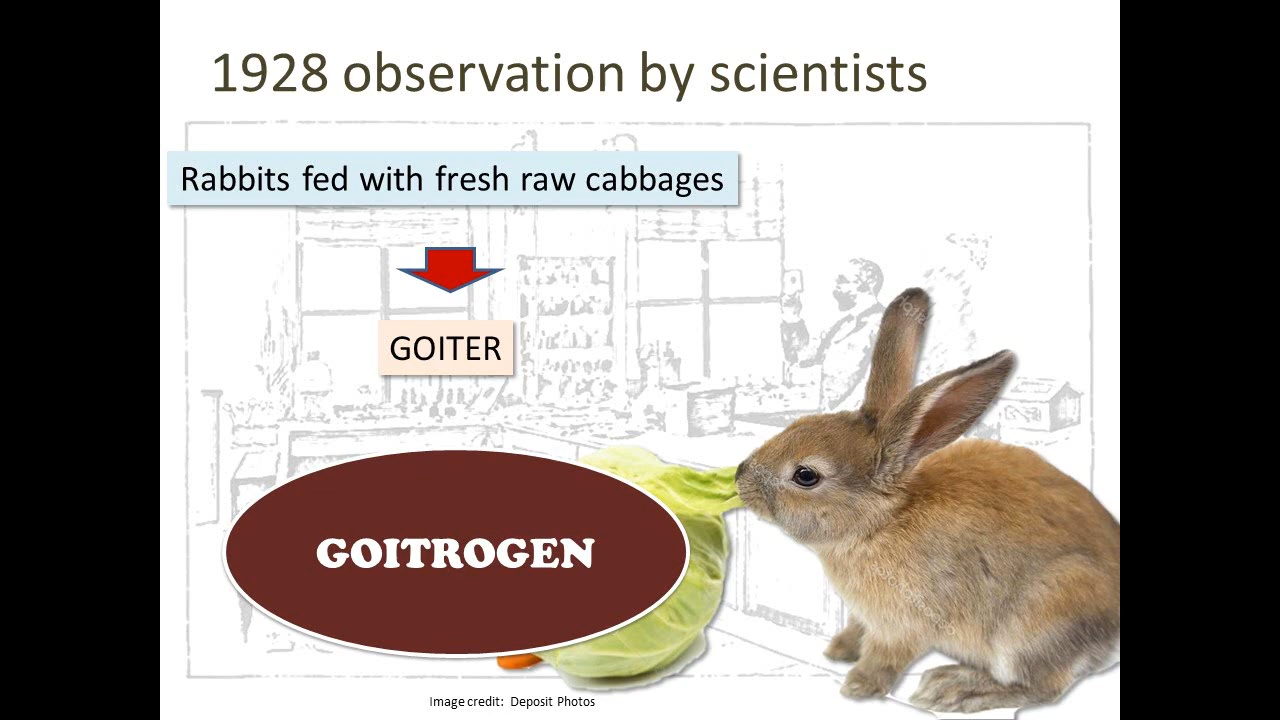 1928 observation by scientists
Rabbits fed with fresh raw cabbages
GOITER
GOITROGEN
Image credit: Deposit Photos